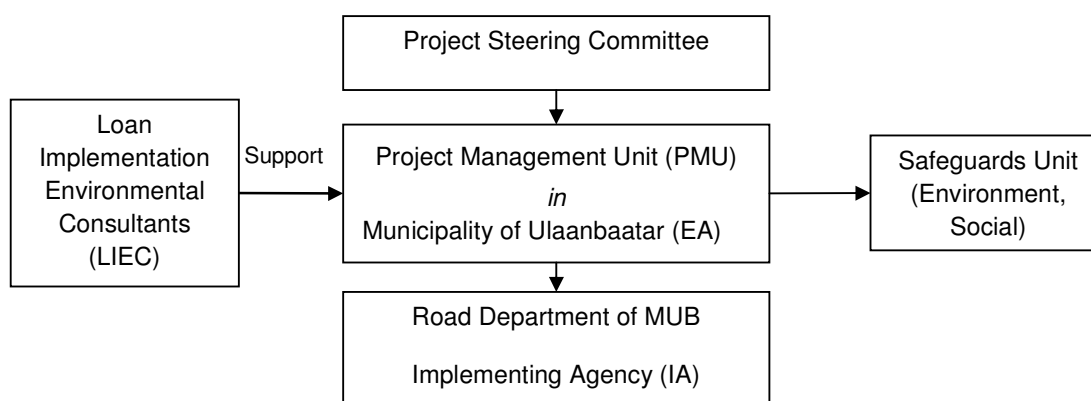 Project Steering Committee
Loan
Implementation
Environmental
Consultants
(LIEC)
Support
Project Management Unit (PMU)
in
Municipality of Ulaanbaatar (EA)
Safeguards Unit
(Environment,
Social)
Road Department of MUB
Implementing Agency (IA)